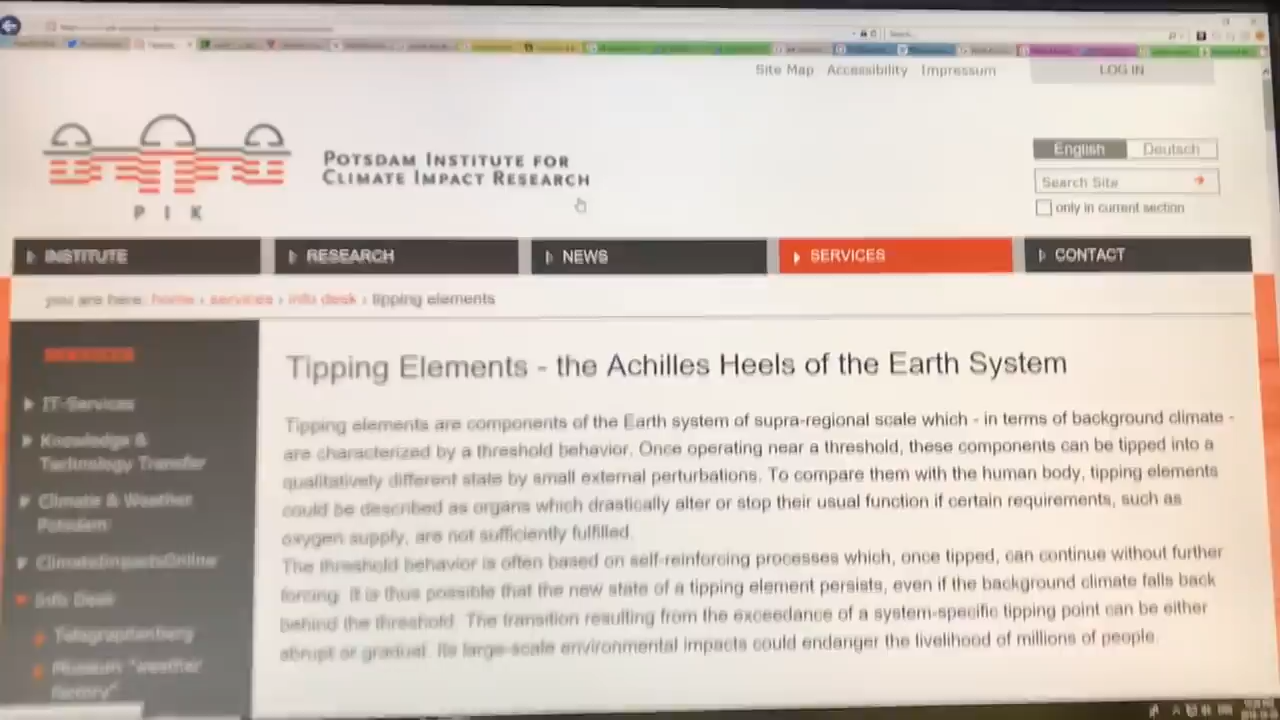 Site Map Accessibility Impressum LOG IN
POTSDAM INSTITUTE FOR
CLIMATE IMPACT RESEARCH
P I K
English Deutsch
Search Site
only in current section
INSTITUTE RESEARCH NEWS SERVICES CONTACT
you are here: home › services › info desk › tipping elements
Tipping Elements - the Achilles Heels of the Earth System
Tipping elements are components of the Earth system of supra-regional scale which - in terms of background climate -
are characterized by a threshold behavior. Once operating near a threshold, these components can be tipped into a
qualitatively different state by small external perturbations. To compare them with the human body, tipping elements
could be described as organs which drastically alter or stop their usual function if certain requirements, such as
oxygen supply, are not sufficiently fulfilled.
The threshold behavior is often based on self-reinforcing processes which, once tipped, can continue without further
forcing. It is thus possible that the new state of a tipping element persists, even if the background climate falls back
behind the threshold. The transition resulting from the exceedance of a system-specific tipping point can be either
abrupt or gradual. Its large-scale environmental impacts could endanger the livelihood of millions of people.
IT-Services
Knowledge &
Technology Transfer
Climate & Weather
Potsdam
ClimateImpactsOnline
Info Desk
Telegraphenberg
Museum "weather
factory"